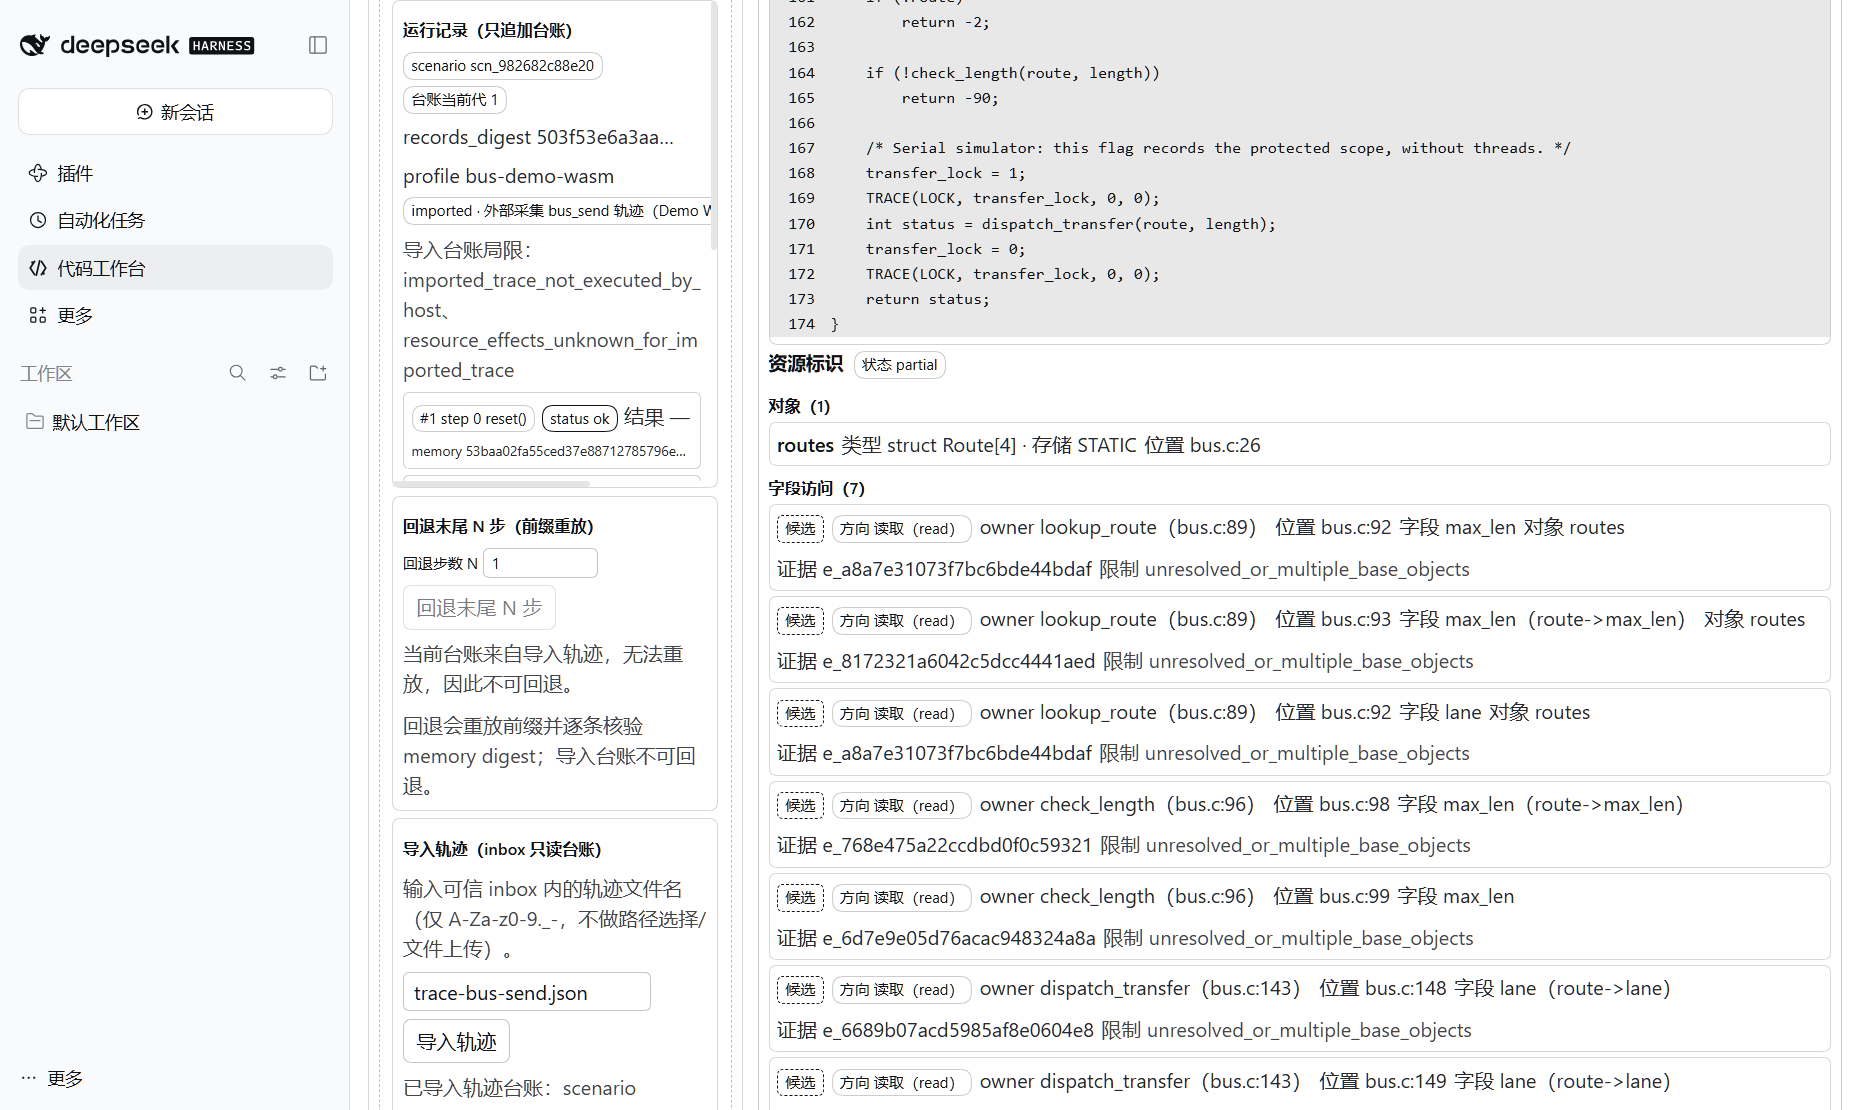 deepseek HARNESS
新会话
插件
自动化任务
代码工作台
更多
工作区
默认工作区
更多
运行记录（只追加台账）
scenario scn_982682c88e20
台账当前代 1
records_digest 503f53e6a3aa...
profile bus-demo-wasm
imported · 外部采集 bus_send 轨迹（Demo W
导入台账局限：
imported_trace_not_executed_by_
host、
resource_effects_unknown_for_im
ported_trace
#1 step 0 reset() status ok 结果 —
memory 53baa02fa55ced37e88712785796e...
回退末尾 N 步（前缀重放）
回退步数 N 1
回退末尾 N 步
当前台账来自导入轨迹，无法重
放，因此不可回退。
回退会重放前缀并逐条核验
memory digest；导入台账不可回
退。
导入轨迹（inbox 只读台账）
输入可信 inbox 内的轨迹文件名
（仅 A-Za-z0-9._-，不做路径选择/
文件上传）。
trace-bus-send.json
导入轨迹
已导入轨迹台账：scenario
162 return -2;
163
164 if (!check_length(route, length))
165 return -90;
166
167 /* Serial simulator: this flag records the protected scope, without threads. */
168 transfer_lock = 1;
169 TRACE(LOCK, transfer_lock, 0, 0);
170 int status = dispatch_transfer(route, length);
171 transfer_lock = 0;
172 TRACE(LOCK, transfer_lock, 0, 0);
173 return status;
174 }
资源标识 状态 partial
对象（1）
routes 类型 struct Route[4] · 存储 STATIC 位置 bus.c:26
字段访问（7）
候选 方向 读取（read） owner lookup_route（bus.c:89） 位置 bus.c:92 字段 max_len 对象 routes
证据 e_a8a7e31073f7bc6bde44bdaf 限制 unresolved_or_multiple_base_objects
候选 方向 读取（read） owner lookup_route（bus.c:89） 位置 bus.c:93 字段 max_len（route->max_len） 对象 routes
证据 e_8172321a6042c5dcc4441aed 限制 unresolved_or_multiple_base_objects
候选 方向 读取（read） owner lookup_route（bus.c:89） 位置 bus.c:92 字段 lane 对象 routes
证据 e_a8a7e31073f7bc6bde44bdaf 限制 unresolved_or_multiple_base_objects
候选 方向 读取（read） owner check_length（bus.c:96） 位置 bus.c:98 字段 max_len（route->max_len）
证据 e_768e475a22ccdbd0f0c59321 限制 unresolved_or_multiple_base_objects
候选 方向 读取（read） owner check_length（bus.c:96） 位置 bus.c:99 字段 max_len
证据 e_6d7e9e05d76acac948324a8a 限制 unresolved_or_multiple_base_objects
候选 方向 读取（read） owner dispatch_transfer（bus.c:143） 位置 bus.c:148 字段 lane（route->lane）
证据 e_6689b07acd5985af8e0604e8 限制 unresolved_or_multiple_base_objects
候选 方向 读取（read） owner dispatch_transfer（bus.c:143） 位置 bus.c:149 字段 lane（route->lane）